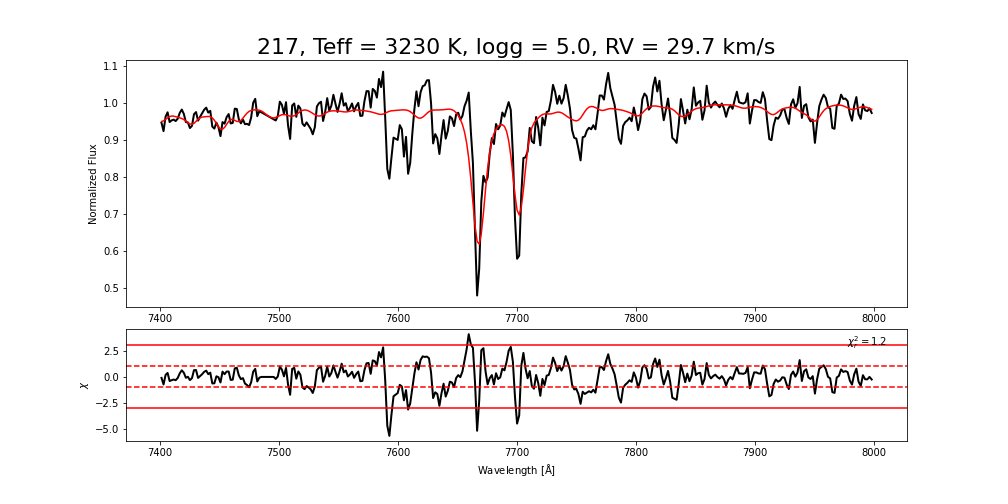 217, Teff = 3230 K, logg = 5.0, RV = 29.7 km/s
1.1
1.0
0.9
0.8
0.7
0.6
0.5
Normalized Flux
7400 7500 7600 7700 7800 7900 8000
χ²ᵣ = 1.2
2.5
0.0
−2.5
−5.0
χ
7400 7500 7600 7700 7800 7900 8000
Wavelength [Å]